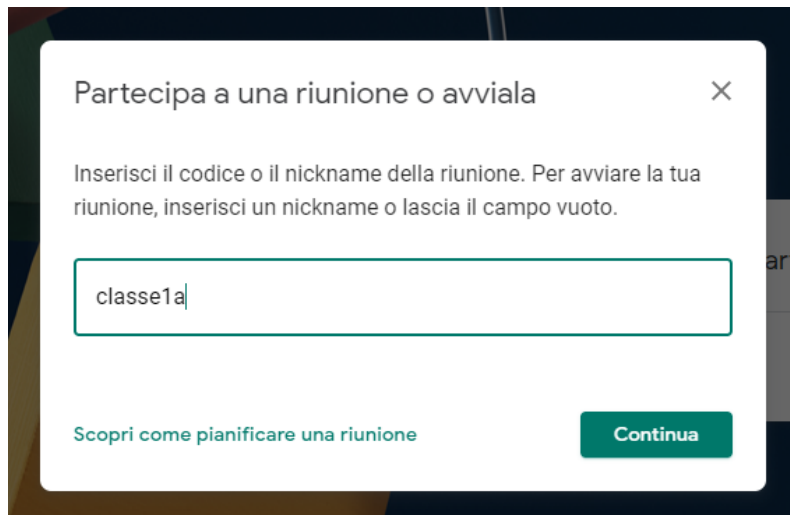 Partecipa a una riunione o avviala
Inserisci il codice o il nickname della riunione. Per avviare la tua
riunione, inserisci un nickname o lascia il campo vuoto.
ar
classe1a
Scopri come pianificare una riunione
Continua